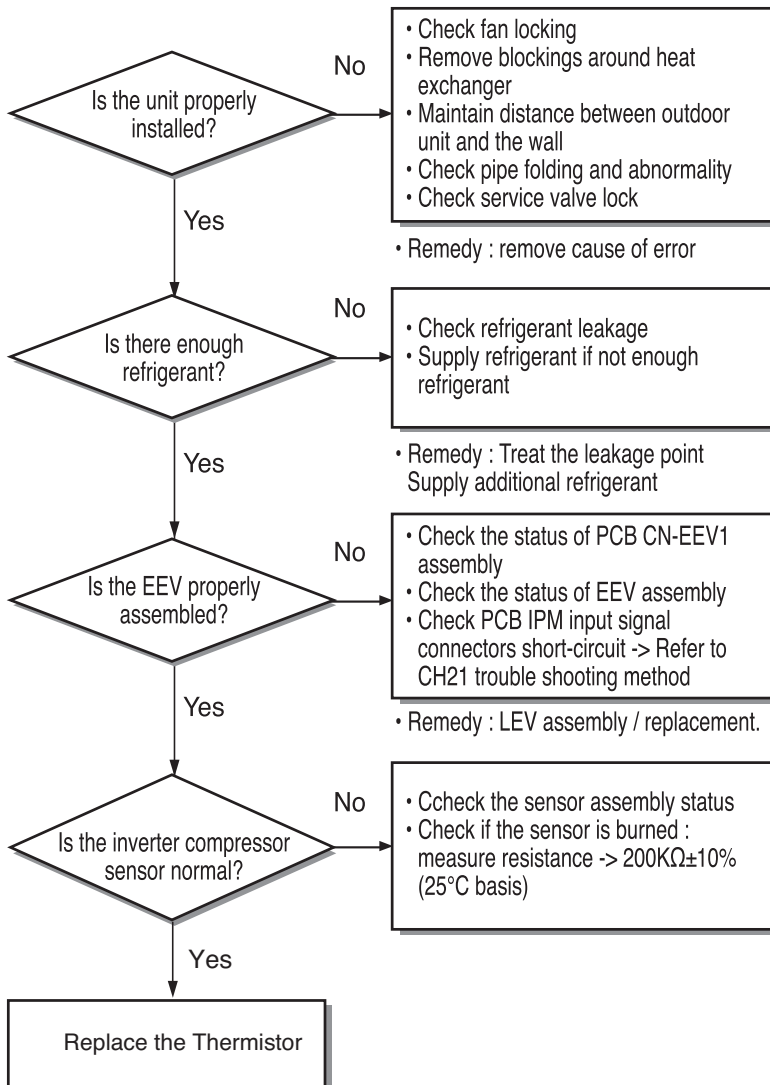 Is the unit properly
installed?
No
• Check fan locking
• Remove blockings around heat
exchanger
• Maintain distance between outdoor
unit and the wall
• Check pipe folding and abnormality
• Check service valve lock
• Remedy : remove cause of error
Yes
Is there enough
refrigerant?
No
• Check refrigerant leakage
• Supply refrigerant if not enough
refrigerant
• Remedy : Treat the leakage point
Supply additional refrigerant
Yes
Is the EEV properly
assembled?
No
• Check the status of PCB CN-EEV1
assembly
• Check the status of EEV assembly
• Check PCB IPM input signal
connectors short-circuit -> Refer to
CH21 trouble shooting method
• Remedy : LEV assembly / replacement.
Yes
Is the inverter compressor
sensor normal?
No
• Ccheck the sensor assembly status
• Check if the sensor is burned :
measure resistance -> 200KΩ±10%
(25°C basis)
Yes
Replace the Thermistor